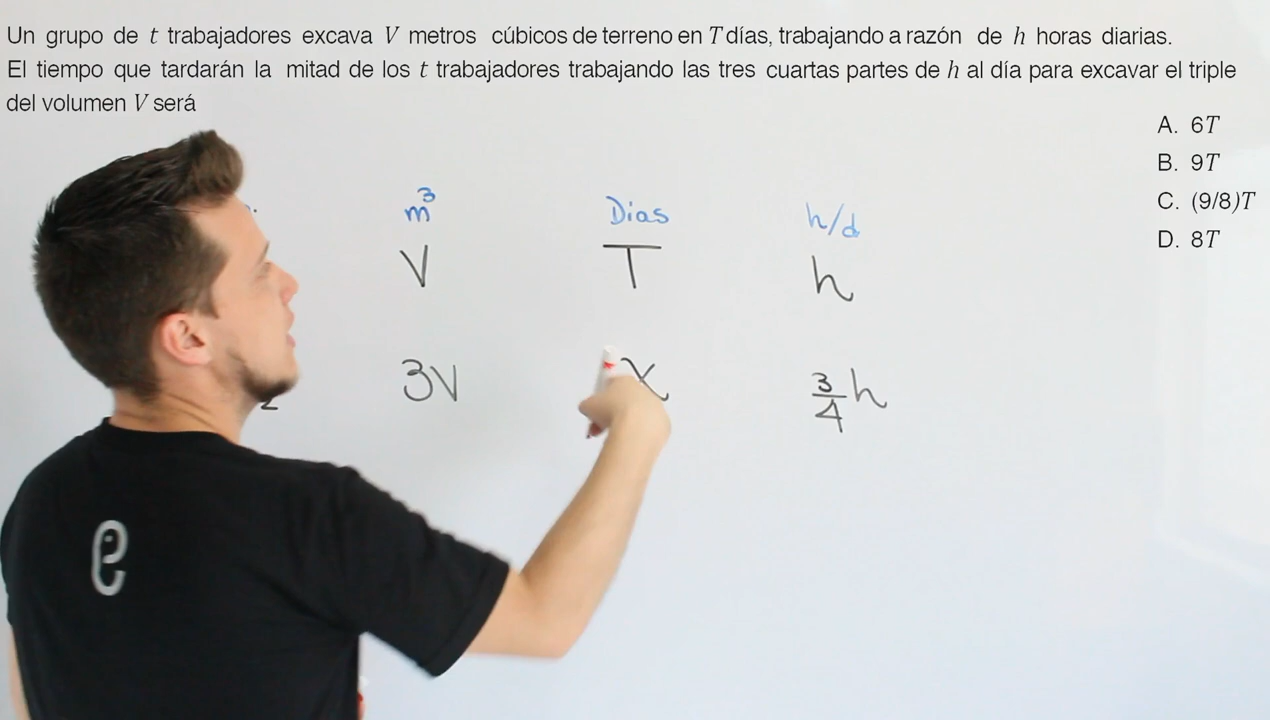 Un grupo de t trabajadores excava V metros cúbicos de terreno en T días, trabajando a razón de h horas diarias.
El tiempo que tardarán la mitad de los t trabajadores trabajando las tres cuartas partes de h al día para excavar el triple
del volumen V será
A. 6T
B. 9T
C. (9/8)T
D. 8T
m³ Dias h/d
V T h
3V X 3/4 h